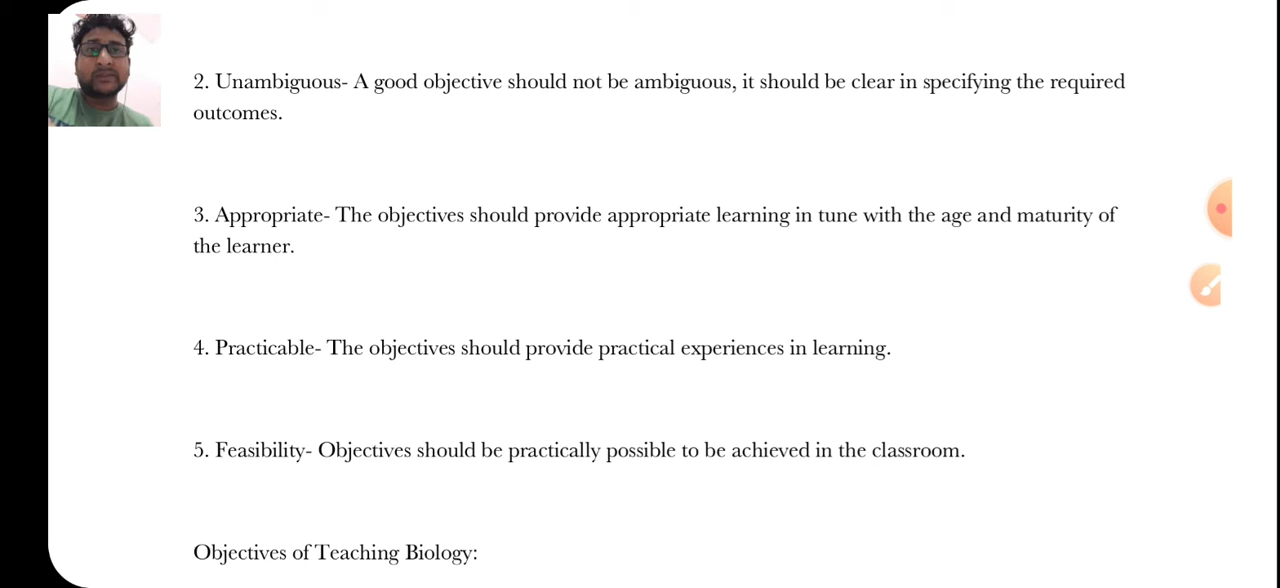 2. Unambiguous- A good objective should not be ambiguous, it should be clear in specifying the required
outcomes.
3. Appropriate- The objectives should provide appropriate learning in tune with the age and maturity of
the learner.
4. Practicable- The objectives should provide practical experiences in learning.
5. Feasibility- Objectives should be practically possible to be achieved in the classroom.
Objectives of Teaching Biology: